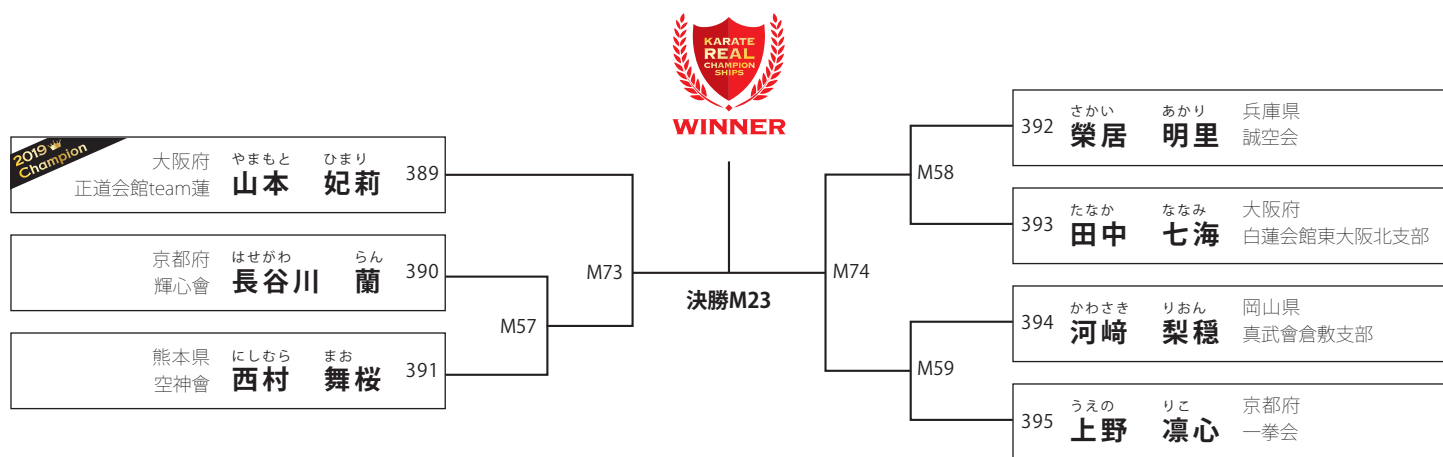 KARATE
REAL
CHAMPION
SHIPS
WINNER
2019
Champion
大阪府
正道会館team蓮
やまもと ひまり
山本 妃莉
389
京都府
輝心會
はせがわ らん
長谷川 蘭
390
熊本県
空神會
にしむら まお
西村 舞桜
391
M57
M73
決勝M23
M74
M58
M59
392
さかい あかり
榮居 明里
兵庫県
誠空会
393
たなか ななみ
田中 七海
大阪府
白蓮会館東大阪北支部
394
かわさき りおん
河﨑 梨穏
岡山県
真武會倉敷支部
395
うえの りこ
上野 凛心
京都府
一拳会